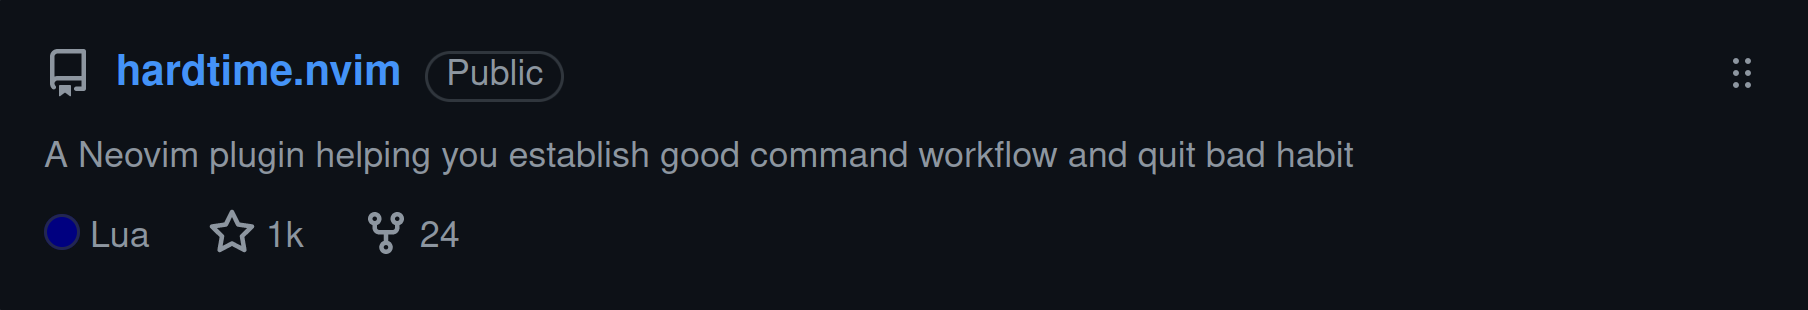 hardtime.nvim Public
A Neovim plugin helping you establish good command workflow and quit bad habit
Lua 1k 24